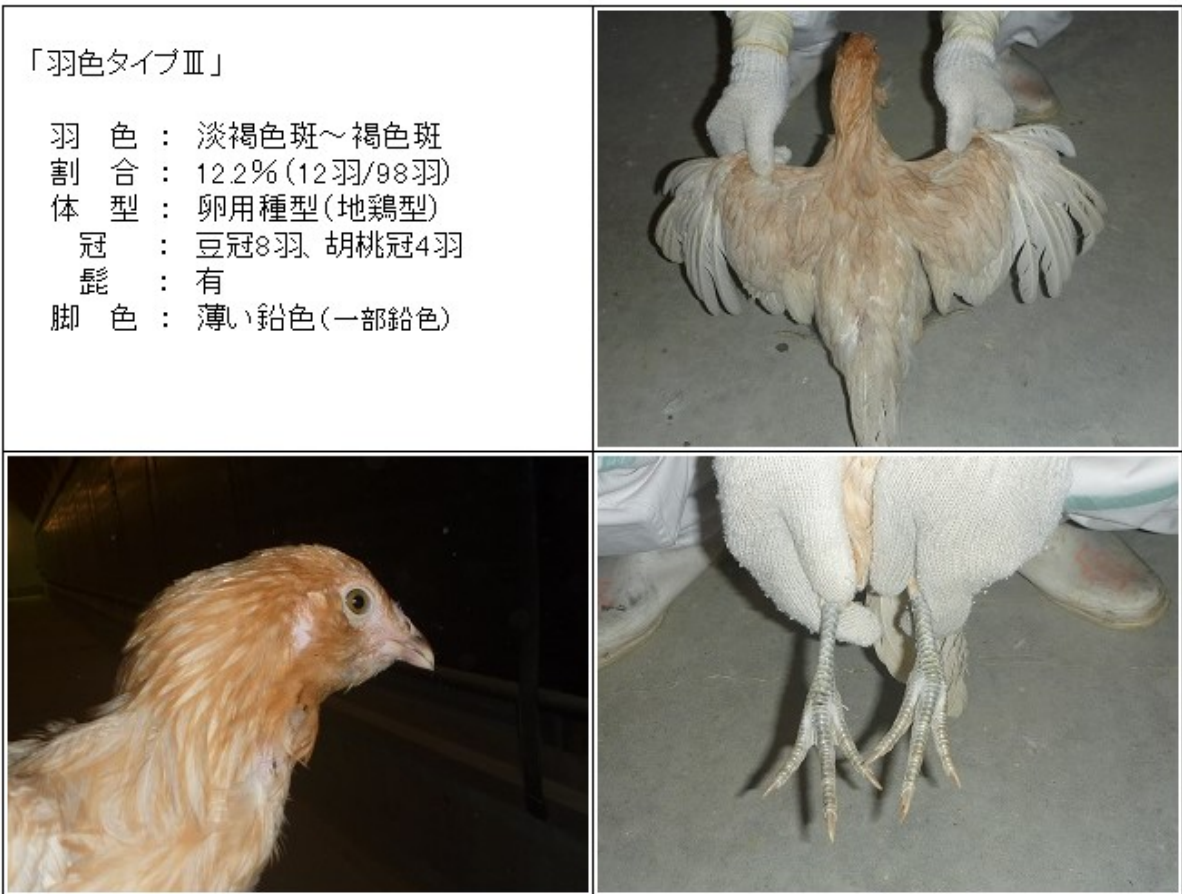 「羽色タイプⅢ」
羽 色 : 淡褐色斑～褐色斑
割 合 : 12.2%(12羽/98羽)
体 型 : 卵用種型(地鶏型)
冠 : 豆冠8羽、胡桃冠4羽
髭 : 有
脚 色 : 薄い鉛色(一部鉛色)